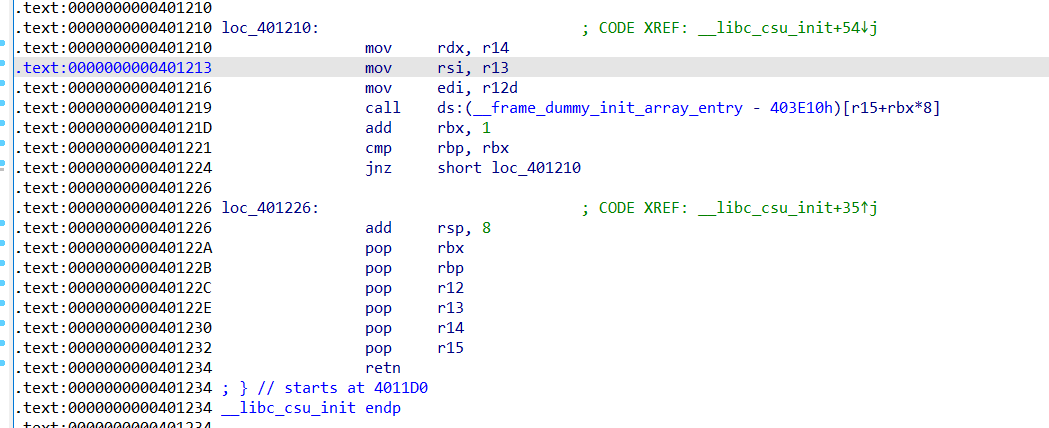 .text:0000000000401210
.text:0000000000401210 loc_401210: ; CODE XREF: __libc_csu_init+54↓j
.text:0000000000401210 mov rdx, r14
.text:0000000000401213 mov rsi, r13
.text:0000000000401216 mov edi, r12d
.text:0000000000401219 call ds:(__frame_dummy_init_array_entry - 403E10h)[r15+rbx*8]
.text:000000000040121D add rbx, 1
.text:0000000000401221 cmp rbp, rbx
.text:0000000000401224 jnz short loc_401210
.text:0000000000401226
.text:0000000000401226 loc_401226: ; CODE XREF: __libc_csu_init+35↑j
.text:0000000000401226 add rsp, 8
.text:000000000040122A pop rbx
.text:000000000040122B pop rbp
.text:000000000040122C pop r12
.text:000000000040122E pop r13
.text:0000000000401230 pop r14
.text:0000000000401232 pop r15
.text:0000000000401234 retn
.text:0000000000401234 ; } // starts at 4011D0
.text:0000000000401234 __libc_csu_init endp
.text:0000000000401234